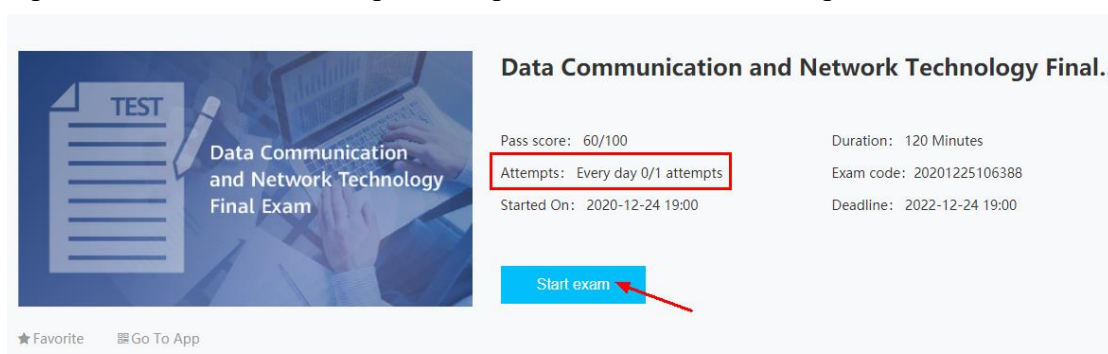 TEST
Data Communication
and Network Technology
Final Exam
Data Communication and Network Technology Final..
Pass score: 60/100
Duration: 120 Minutes
Attempts: Every day 0/1 attempts
Exam code: 20201225106388
Started On: 2020-12-24 19:00
Deadline: 2022-12-24 19:00
Start exam
Favorite
Go To App